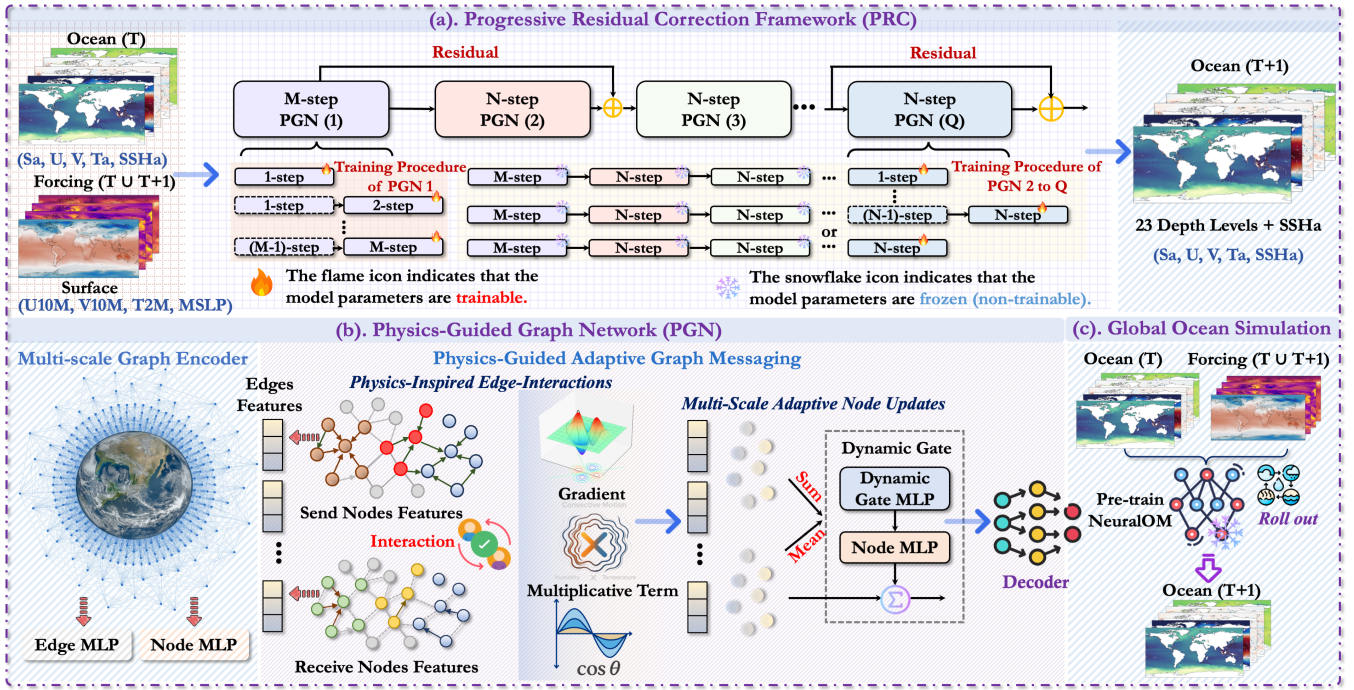 (a). Progressive Residual Correction Framework (PRC)
Ocean (T)
(Sa, U, V, Ta, SSHa)
Forcing (T ∪ T+1)
Surface
(U10M, V10M, T2M, MSLP)
Residual
Residual
M-step
PGN (1)
N-step
PGN (2)
N-step
PGN (3)
N-step
PGN (Q)
1-step
Training Procedure
of PGN 1
1-step
2-step
(M-1)-step
M-step
M-step
N-step
N-step
...
1-step
Training Procedure of
PGN 2 to Q
M-step
N-step
N-step
...
(N-1)-step
N-step
or
M-step
N-step
N-step
...
N-step
The flame icon indicates that the
model parameters are trainable.
The snowflake icon indicates that the
model parameters are frozen (non-trainable).
Ocean (T+1)
23 Depth Levels + SSHa
(Sa, U, V, Ta, SSHa)
(b). Physics-Guided Graph Network (PGN)
Multi-scale Graph Encoder
Edge MLP
Node MLP
Physics-Guided Adaptive Graph Messaging
Edges
Features
Physics-Inspired Edge-Interactions
Send Nodes Features
Interaction
Receive Nodes Features
Gradient
Multiplicative Term
cos θ
Multi-Scale Adaptive Node Updates
Sum
Mean
Dynamic Gate
Dynamic
Gate MLP
Node MLP
Σ
Decoder
(c). Global Ocean Simulation
Ocean (T)
Forcing (T ∪ T+1)
Pre-train
NeuralOM
Roll out
Ocean (T+1)